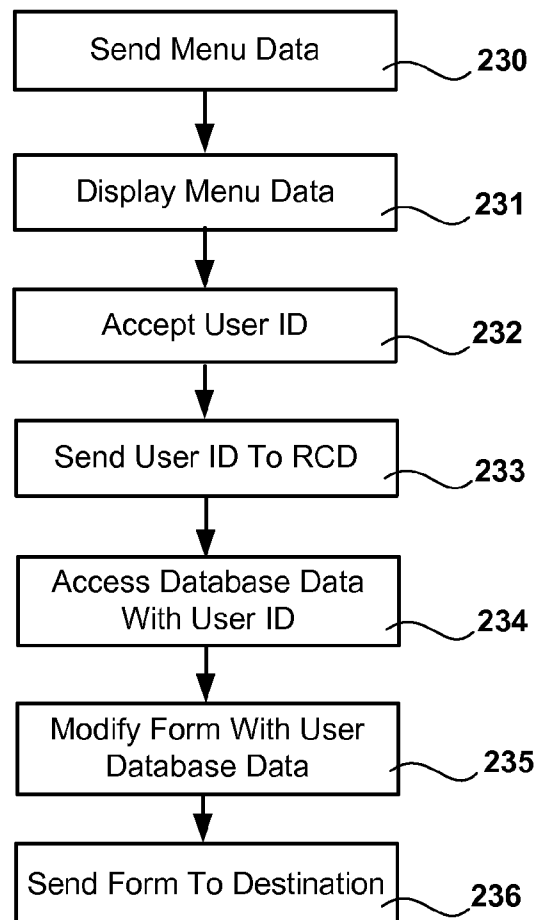 Send Menu Data
230
Display Menu Data
231
Accept User ID
232
Send User ID To RCD
233
Access Database Data
With User ID
234
Modify Form With User
Database Data
235
Send Form To Destination
236